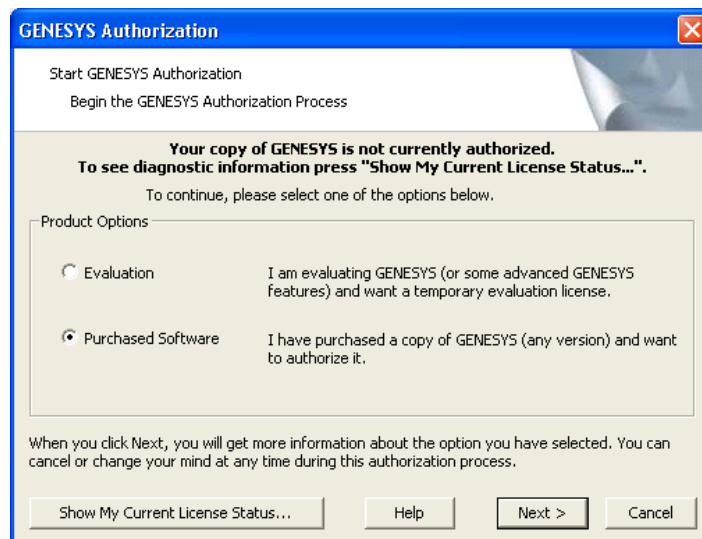 GENESYS Authorization
Start GENESYS Authorization
Begin the GENESYS Authorization Process
Your copy of GENESYS is not currently authorized.
To see diagnostic information press "Show My Current License Status...".
To continue, please select one of the options below.
Product Options
Evaluation
I am evaluating GENESYS (or some advanced GENESYS
features) and want a temporary evaluation license.
Purchased Software
I have purchased a copy of GENESYS (any version) and want
to authorize it.
When you click Next, you will get more information about the option you have selected. You can
cancel or change your mind at any time during this authorization process.
Show My Current License Status...
Help
Next >
Cancel